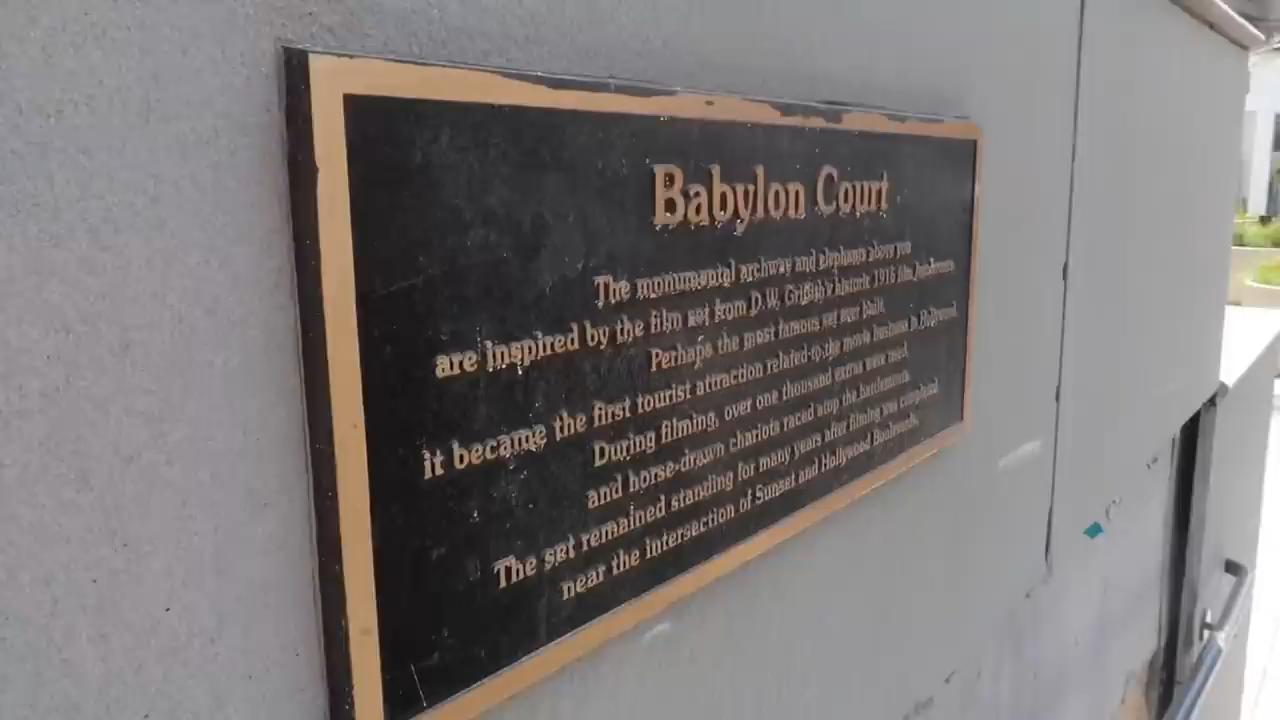 Babylon Court
The monumental archway and elephants above you
are inspired by the film set from D.W. Griffith's historic 1916 film Intolerance
Perhaps the most famous set ever built,
it became the first tourist attraction related to the movie business in Hollywood.
During filming, over one thousand extras were used,
and horse-drawn chariots raced atop the battlements.
The set remained standing for many years after filming was completed
near the intersection of Sunset and Hollywood Boulevards.